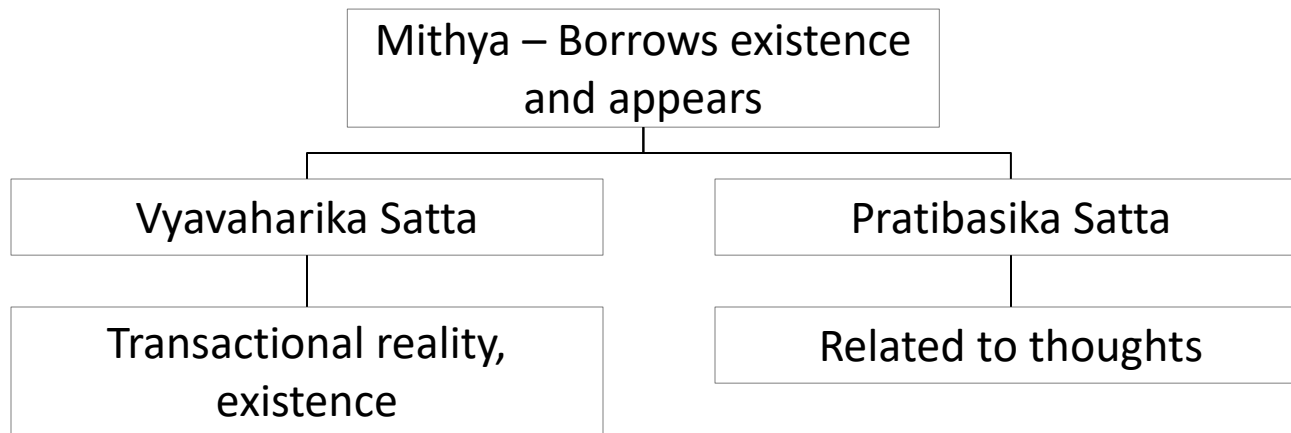 Mithya – Borrows existence
and appears
Vyavaharika Satta
Pratibasika Satta
Transactional reality,
existence
Related to thoughts